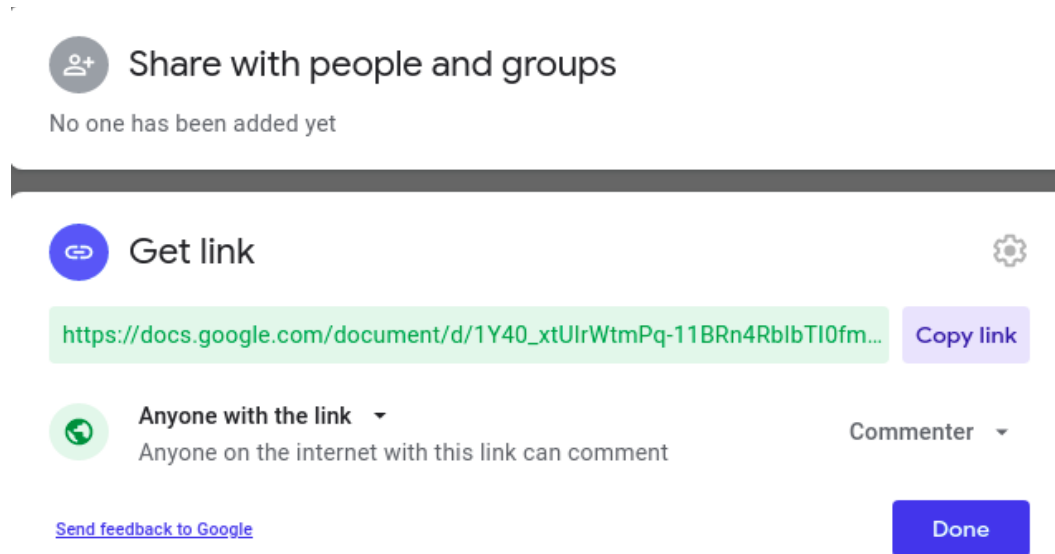 Share with people and groups
No one has been added yet
Get link
https://docs.google.com/document/d/1Y40_xtUIrWtmPq-11BRn4RbIbTI0fm... Copy link
Anyone with the link
Anyone on the internet with this link can comment
Commenter
Send feedback to Google
Done